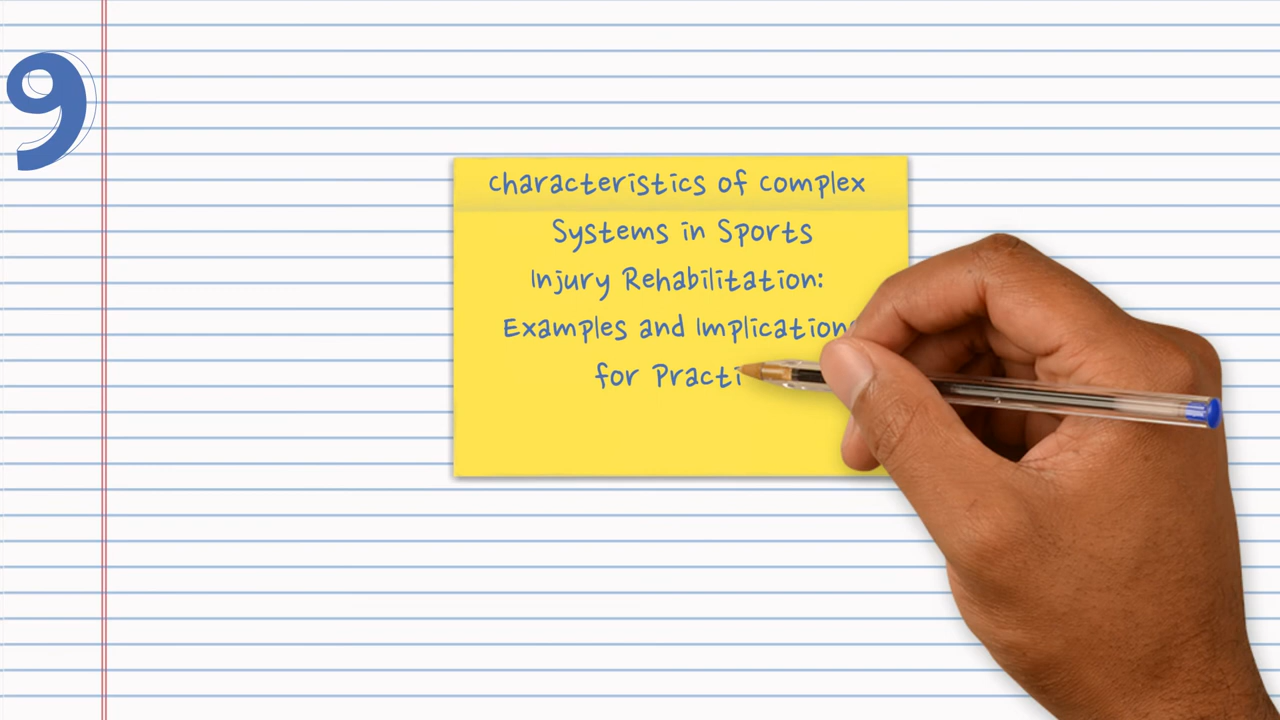 9
Characteristics of Complex
Systems in Sports
Injury Rehabilitation:
Examples and Implication
for Practi